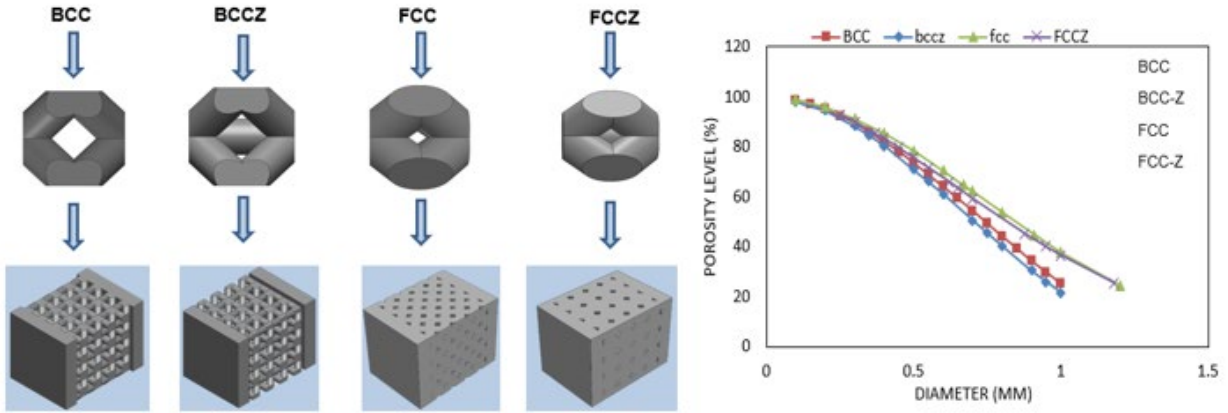 BCC
BCCZ
FCC
FCCZ
BCC bccz fcc FCCZ
120
100
80
60
40
20
0
POROSITY LEVEL (%)
BCC
BCC-Z
FCC
FCC-Z
0 0.5 1 1.5
DIAMETER (MM)